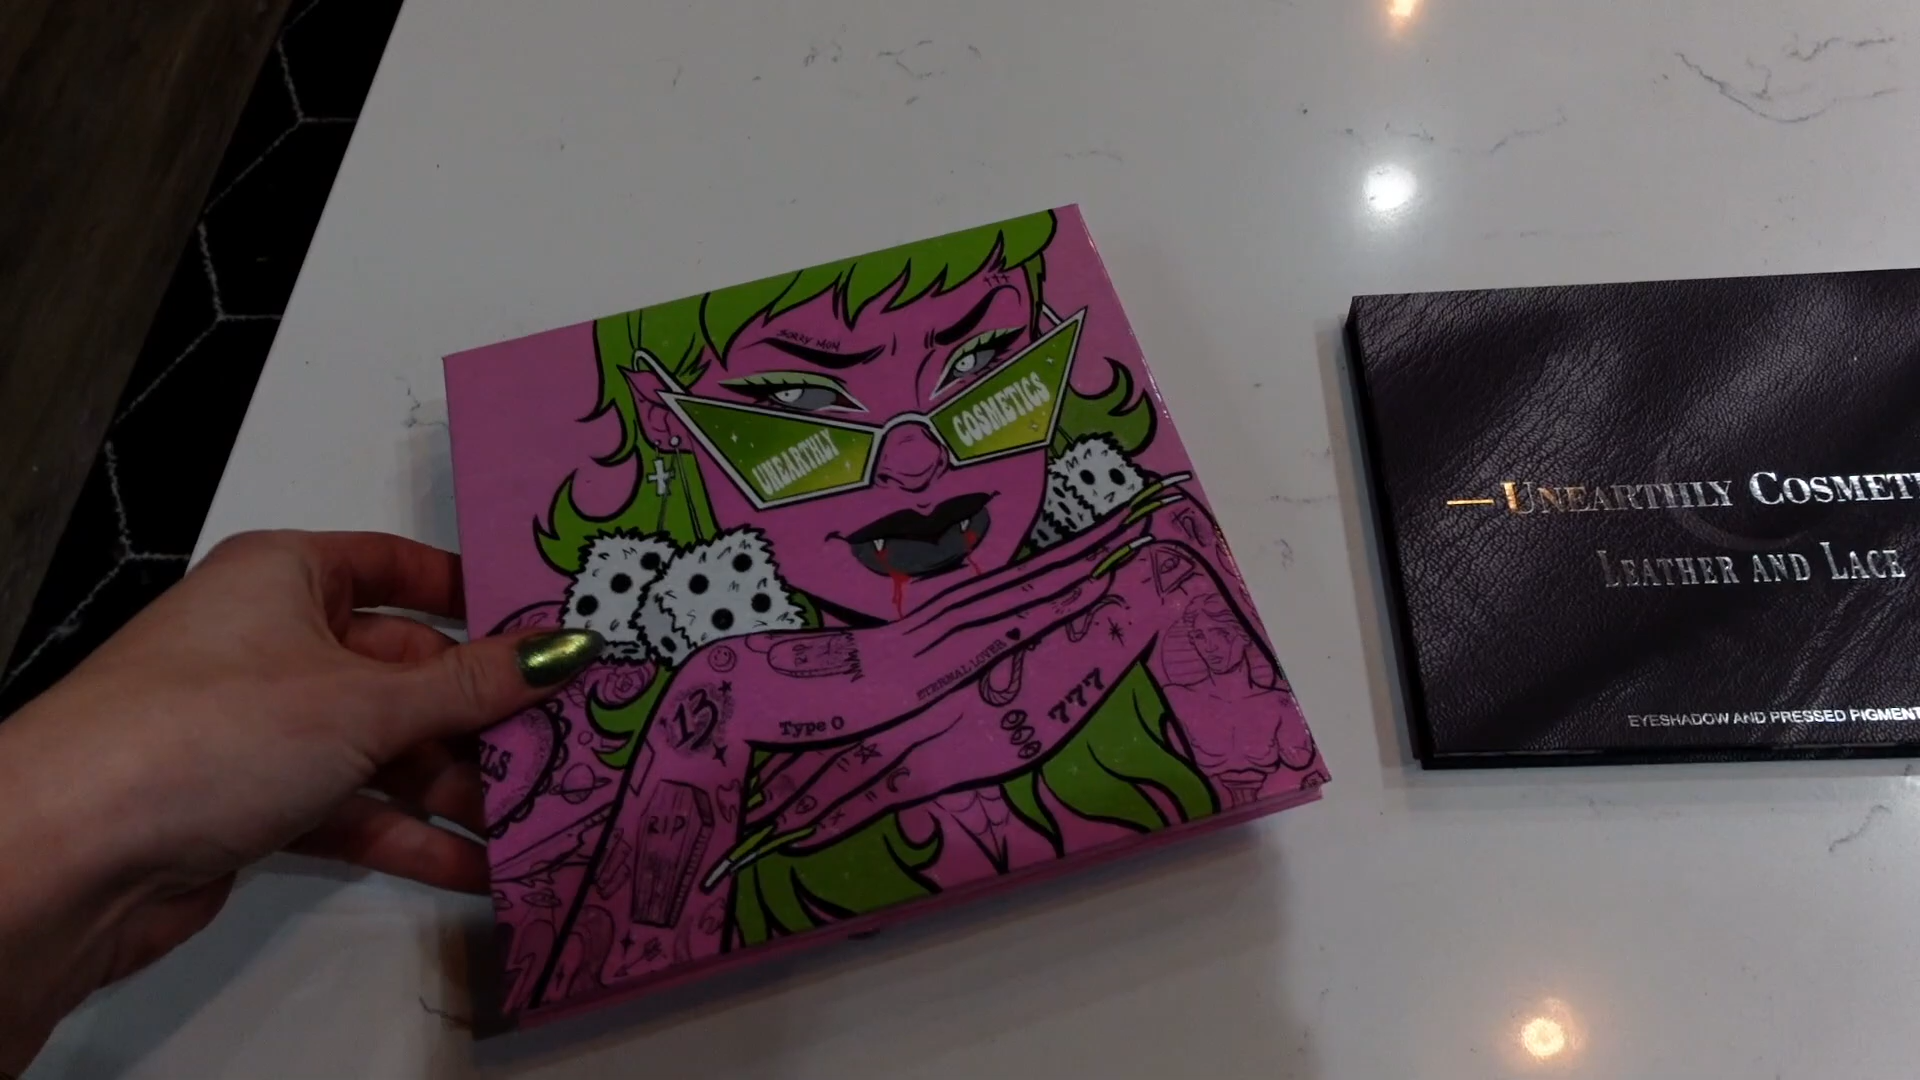 SORRY MOM
UNEARTHLY
COSMETICS
RIP
ETERNAL LOVER
13
Type O
777
RIP
UNEARTHLY COSMETI
LEATHER AND LACE
EYESHADOW AND PRESSED PIGMENT